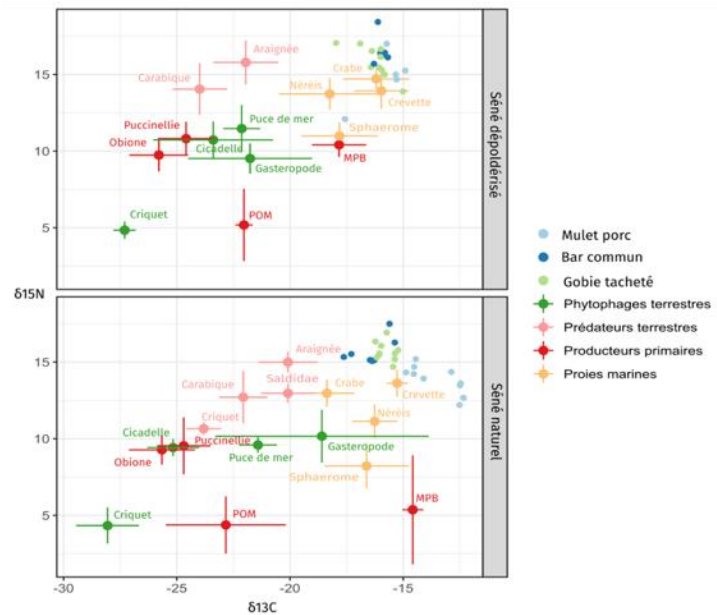 Araignée
15
Carabique
Crabe
Néréis
Crevette
Puce de mer
Puccinellie
Sphaerome
Obione
10
Cicadelle
MPB
Gasteropode
Criquet
POM
5
Séné dépoldérisé
δ15N
Mulet porc
Bar commun
Gobie tacheté
Phytophages terrestres
Prédateurs terrestres
Producteurs primaires
Proies marines
Araignée
15
Carabique
Saldidae
Crabe
Crevette
Criquet
Néréis
Cicadelle
Puccinellie
10
Obione
Puce de mer
Gasteropode
Sphaerome
MPB
Criquet
POM
5
Séné naturel
-30
-25
-20
-15
δ13C